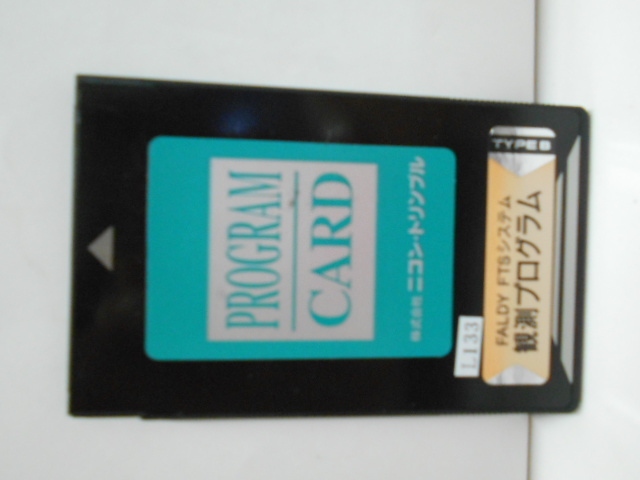 PROGRAM
CARD
株式会社 ニコン・トリンブル
L133
FALDY FTSシステム
観測プログラム
TYPE B